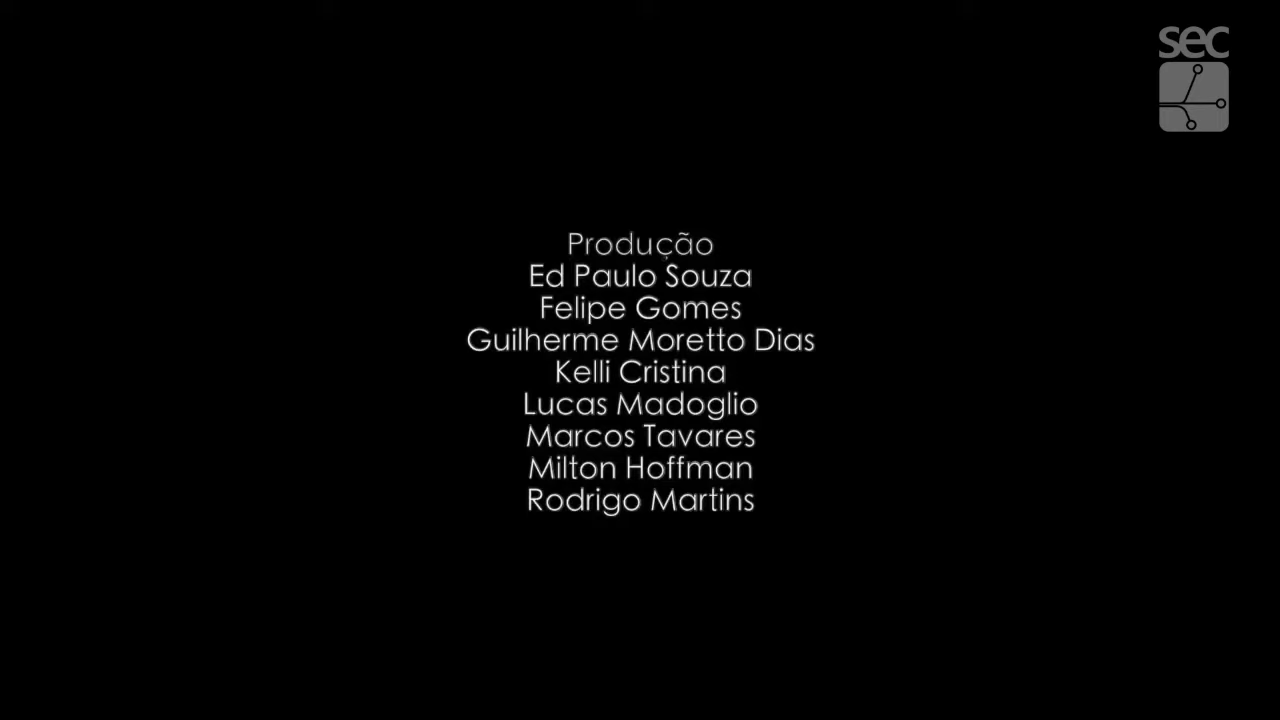 sec
Produção
Ed Paulo Souza
Felipe Gomes
Guilherme Moretto Dias
Kelli Cristina
Lucas Madoglio
Marcos Tavares
Milton Hoffman
Rodrigo Martins